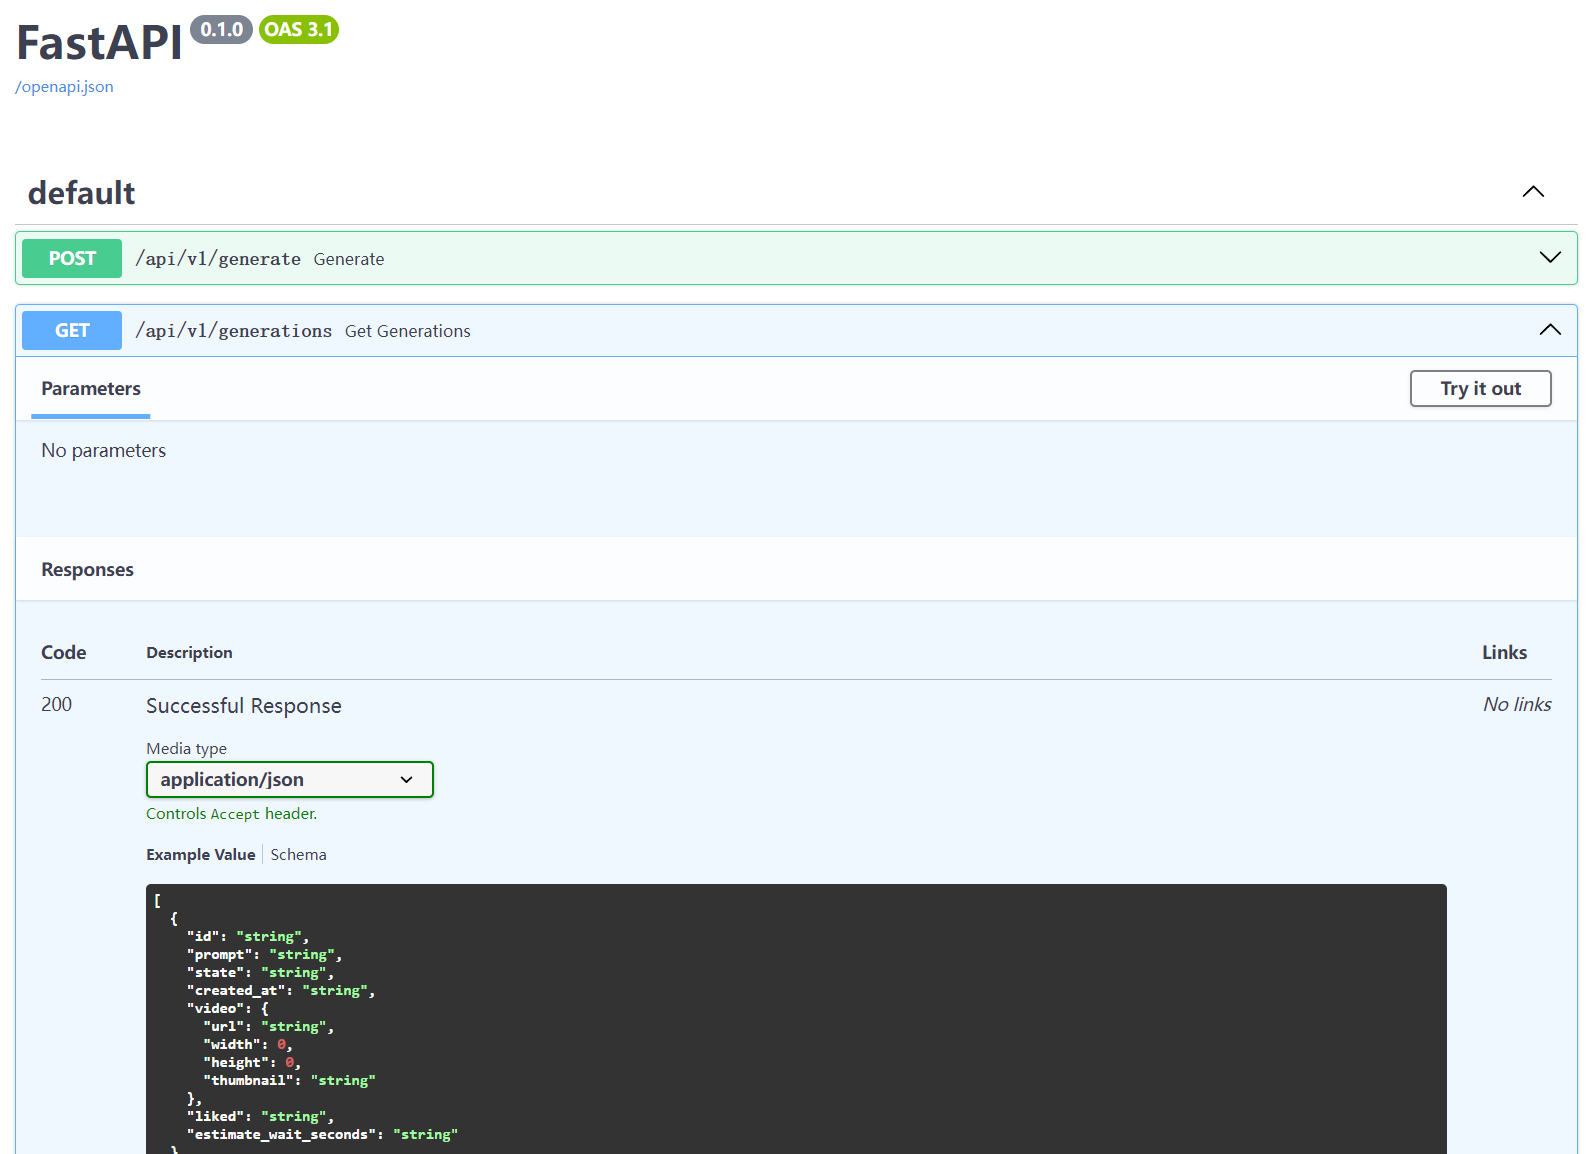 FastAPI 0.1.0 OAS 3.1
/openapi.json
default
POST /api/v1/generate Generate
GET /api/v1/generations Get Generations
Parameters Try it out
No parameters
Responses
Code Description Links
200 Successful Response No links
Media type
application/json
Controls Accept header.
Example Value Schema
[
  {
    "id": "string",
    "prompt": "string",
    "state": "string",
    "created_at": "string",
    "video": {
      "url": "string",
      "width": 0,
      "height": 0,
      "thumbnail": "string"
    },
    "liked": "string",
    "estimate_wait_seconds": "string"
  }